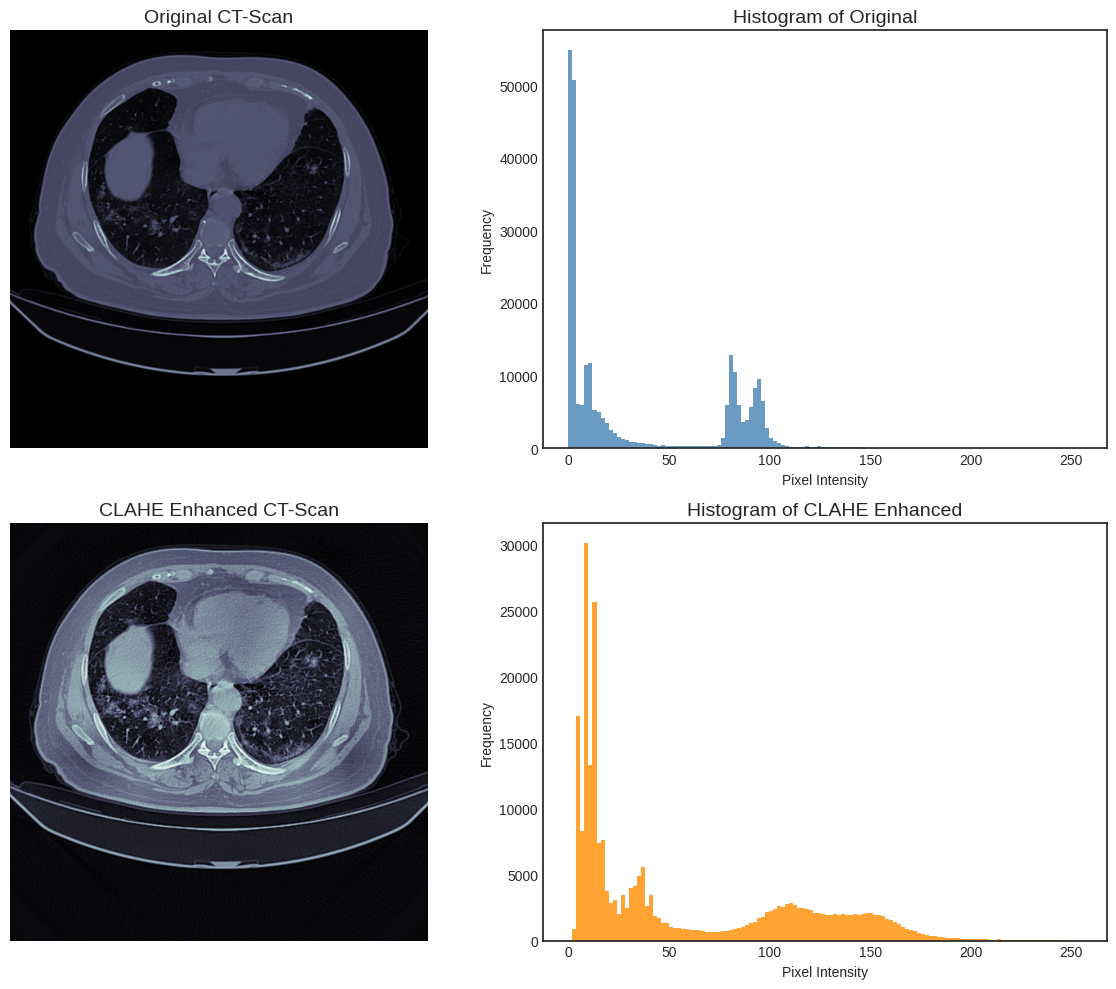 Original CT-Scan
Histogram of Original
Frequency
50000
40000
30000
20000
10000
0
0 50 100 150 200 250
Pixel Intensity
CLAHE Enhanced CT-Scan
Histogram of CLAHE Enhanced
Frequency
30000
25000
20000
15000
10000
5000
0
0 50 100 150 200 250
Pixel Intensity